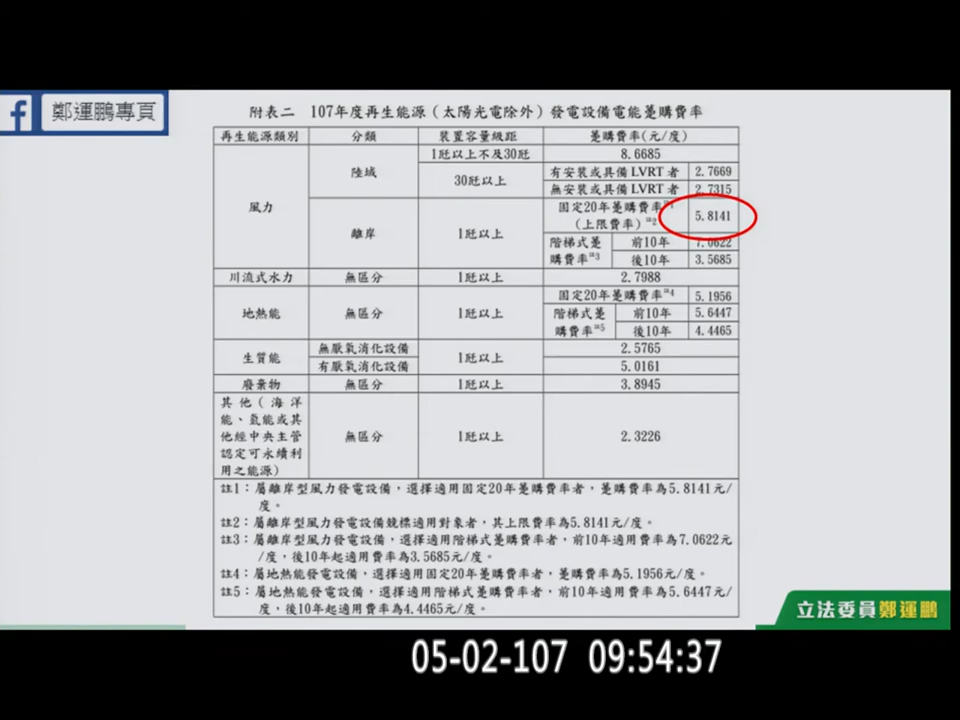 f 鄭運鵬專頁
附表二 107年度再生能源(太陽光電除外)發電設備電能躉購費率
再生能源類別 分類 裝置容量級距 躉購費率(元/度)
風力 陸域 1瓩以上不及30瓩 8.6685
30瓩以上 有安裝或具備LVRT者 2.7669
無安裝或具備LVRT者 2.7315
離岸 1瓩以上 固定20年躉購費率註1
(上限費率)註2 5.8141
階梯式躉購費率註3 前10年 7.0622
後10年 3.5685
川流式水力 無區分 1瓩以上 2.7988
地熱能 無區分 1瓩以上 固定20年躉購費率註4 5.1956
階梯式躉購費率註5 前10年 5.6447
後10年 4.4465
生質能 無厭氧消化設備 1瓩以上 2.5765
有厭氧消化設備 5.0161
廢棄物 無區分 1瓩以上 3.8945
其他(海洋
能、氫能或其
他經中央主管
認定可永續利
用之能源) 無區分 1瓩以上 2.3226
註1:屬離岸型風力發電設備,選擇適用固定20年躉購費率者,躉購費率為5.8141元/
度。
註2:屬離岸型風力發電設備競標適用對象者,其上限費率為5.8141元/度。
註3:屬離岸型風力發電設備,選擇適用階梯式躉購費率者,前10年適用費率為7.0622元
/度,後10年起適用費率為3.5685元/度。
註4:屬地熱能發電設備,選擇適用固定20年躉購費率者,躉購費率為5.1956元/度。
註5:屬地熱能發電設備,選擇適用階梯式躉購費率者,前10年適用費率為5.6447元/
度,後10年起適用費率為4.4465元/度。
立法委員鄭運鵬
05-02-107 09:54:37